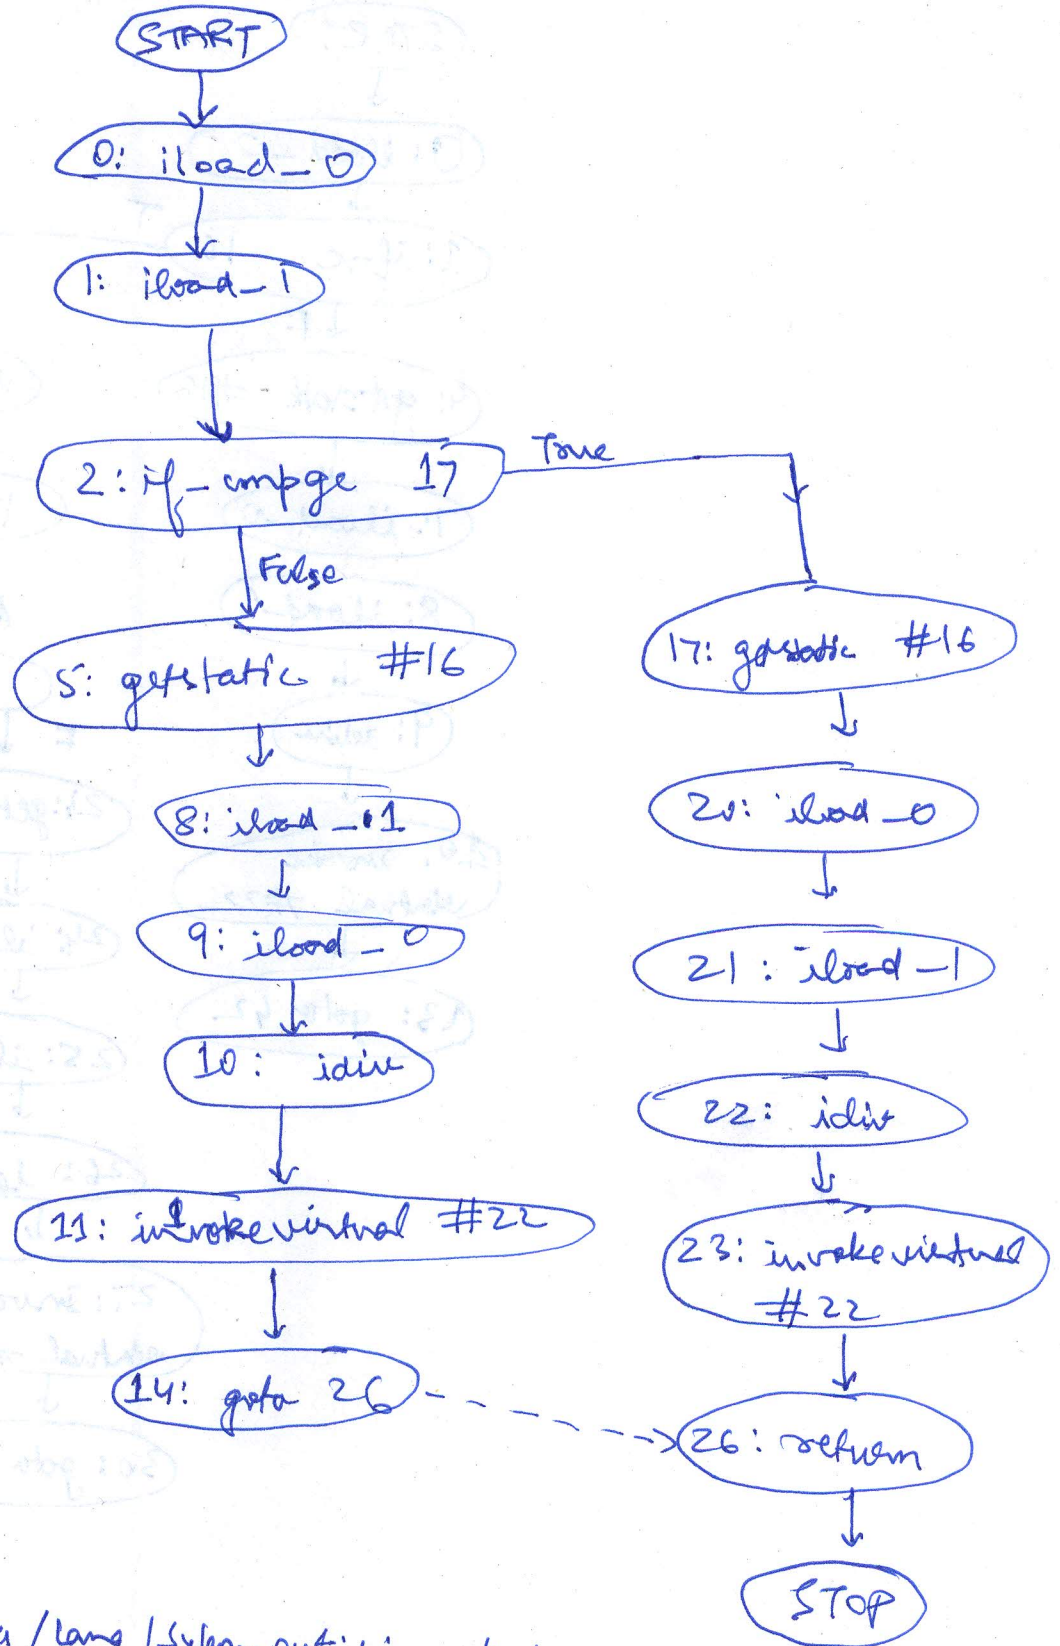 START
0: iload_0
1: iload_1
2: if_cmpge 17
True
False
5: getstatic #16
17: getstatic #16
8: iload_1
20: iload_0
9: iload_0
21: iload_1
10: idiv
22: idiv
11: invokevirtual #22
23: invokevirtual
#22
14: goto 26
26: return
STOP
/lang/